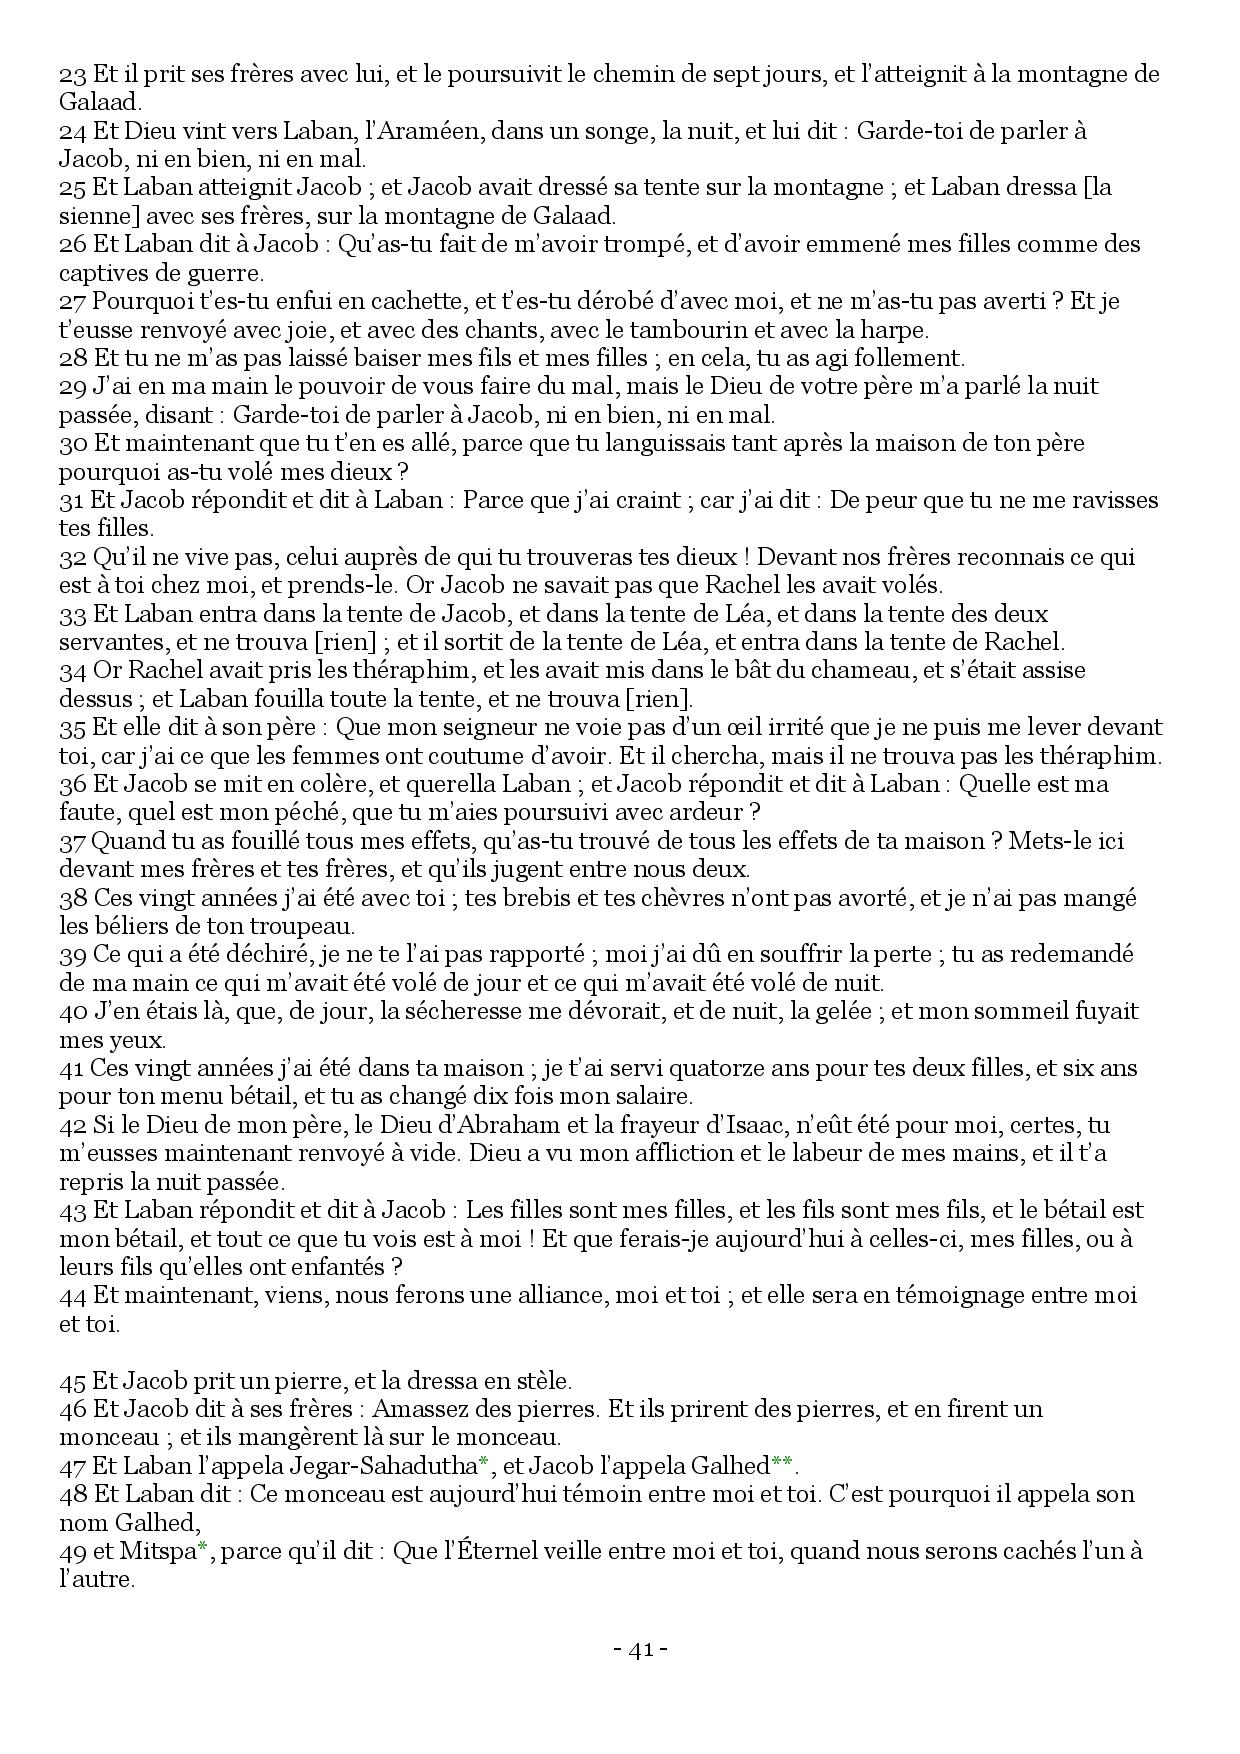 23 Et il prit ses frères avec lui, et le poursuivit le chemin de sept jours, et l’atteignit à la montagne de
Galaad.
24 Et Dieu vint vers Laban, l’Araméen, dans un songe, la nuit, et lui dit : Garde-toi de parler à
Jacob, ni en bien, ni en mal.
25 Et Laban atteignit Jacob ; et Jacob avait dressé sa tente sur la montagne ; et Laban dressa [la
sienne] avec ses frères, sur la montagne de Galaad.
26 Et Laban dit à Jacob : Qu’as-tu fait de m’avoir trompé, et d’avoir emmené mes filles comme des
captives de guerre.
27 Pourquoi t’es-tu enfui en cachette, et t’es-tu dérobé d’avec moi, et ne m’as-tu pas averti ? Et je
t’eusse renvoyé avec joie, et avec des chants, avec le tambourin et avec la harpe.
28 Et tu ne m’as pas laissé baiser mes fils et mes filles ; en cela, tu as agi follement.
29 J’ai en ma main le pouvoir de vous faire du mal, mais le Dieu de votre père m’a parlé la nuit
passée, disant : Garde-toi de parler à Jacob, ni en bien, ni en mal.
30 Et maintenant que tu t’en es allé, parce que tu languissais tant après la maison de ton père
pourquoi as-tu volé mes dieux ?
31 Et Jacob répondit et dit à Laban : Parce que j’ai craint ; car j’ai dit : De peur que tu ne me ravisses
tes filles.
32 Qu’il ne vive pas, celui auprès de qui tu trouveras tes dieux ! Devant nos frères reconnais ce qui
est à toi chez moi, et prends-le. Or Jacob ne savait pas que Rachel les avait volés.
33 Et Laban entra dans la tente de Jacob, et dans la tente de Léa, et dans la tente des deux
servantes, et ne trouva [rien] ; et il sortit de la tente de Léa, et entra dans la tente de Rachel.
34 Or Rachel avait pris les théraphim, et les avait mis dans le bât du chameau, et s’était assise
dessus ; et Laban fouilla toute la tente, et ne trouva [rien].
35 Et elle dit à son père : Que mon seigneur ne voie pas d’un œil irrité que je ne puis me lever devant
toi, car j’ai ce que les femmes ont coutume d’avoir. Et il chercha, mais il ne trouva pas les théraphim.
36 Et Jacob se mit en colère, et querella Laban ; et Jacob répondit et dit à Laban : Quelle est ma
faute, quel est mon péché, que tu m’aies poursuivi avec ardeur ?
37 Quand tu as fouillé tous mes effets, qu’as-tu trouvé de tous les effets de ta maison ? Mets-le ici
devant mes frères et tes frères, et qu’ils jugent entre nous deux.
38 Ces vingt années j’ai été avec toi ; tes brebis et tes chèvres n’ont pas avorté, et je n’ai pas mangé
les béliers de ton troupeau.
39 Ce qui a été déchiré, je ne te l’ai pas rapporté ; moi j’ai dû en souffrir la perte ; tu as redemandé
de ma main ce qui m’avait été volé de jour et ce qui m’avait été volé de nuit.
40 J’en étais là, que, de jour, la sécheresse me dévorait, et de nuit, la gelée ; et mon sommeil fuyait
mes yeux.
41 Ces vingt années j’ai été dans ta maison ; je t’ai servi quatorze ans pour tes deux filles, et six ans
pour ton menu bétail, et tu as changé dix fois mon salaire.
42 Si le Dieu de mon père, le Dieu d’Abraham et la frayeur d’Isaac, n’eût été pour moi, certes, tu
m’eusses maintenant renvoyé à vide. Dieu a vu mon affliction et le labeur de mes mains, et il t’a
repris la nuit passée.
43 Et Laban répondit et dit à Jacob : Les filles sont mes filles, et les fils sont mes fils, et le bétail est
mon bétail, et tout ce que tu vois est à moi ! Et que ferais-je aujourd’hui à celles-ci, mes filles, ou à
leurs fils qu’elles ont enfantés ?
44 Et maintenant, viens, nous ferons une alliance, moi et toi ; et elle sera en témoignage entre moi
et toi.
45 Et Jacob prit un pierre, et la dressa en stèle.
46 Et Jacob dit à ses frères : Amassez des pierres. Et ils prirent des pierres, et en firent un
monceau ; et ils mangèrent là sur le monceau.
47 Et Laban l’appela Jegar-Sahadutha*, et Jacob l’appela Galhed**.
48 Et Laban dit : Ce monceau est aujourd’hui témoin entre moi et toi. C’est pourquoi il appela son
nom Galhed,
49 et Mitspa*, parce qu’il dit : Que l’Éternel veille entre moi et toi, quand nous serons cachés l’un à
l’autre.
- 41 -